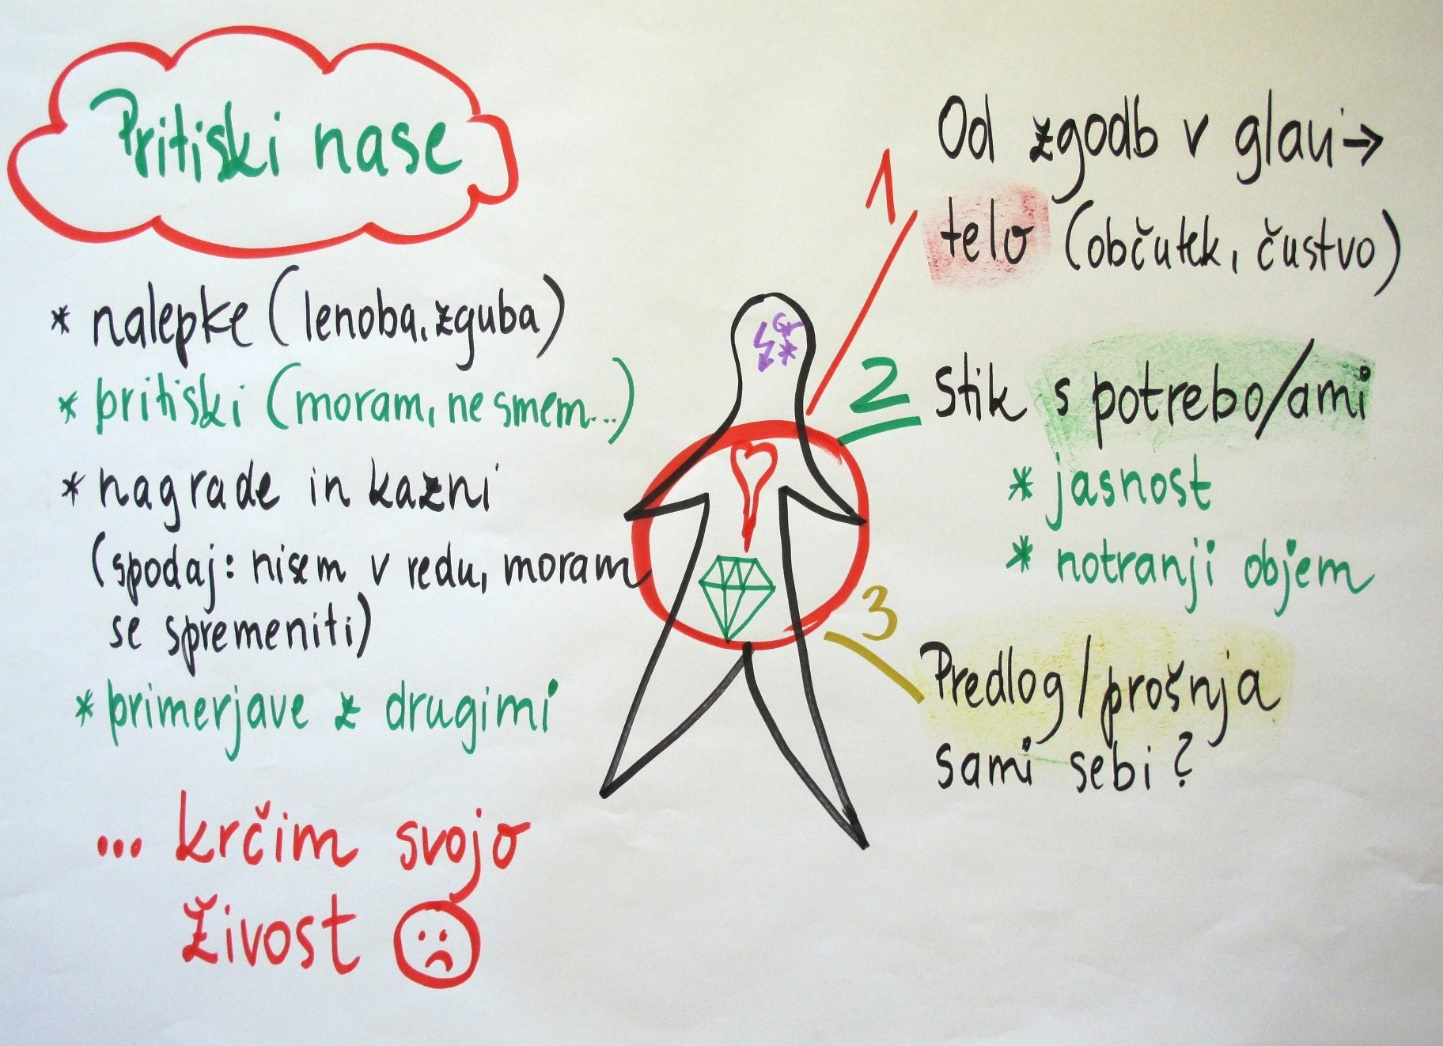 Pritiski nase
* nalepke (lenoba, zguba)
* pritiski (moram, ne smem...)
* nagrade in kazni
(spodaj: nisem v redu, moram
se spremeniti)
* primerjave z drugimi
... krčim svojo
živost
1
Od zgodb v glavi →
telo (občutek, čustvo)
2
Stik s potrebo/ami
* jasnost
* notranji objem
3
Predlog/prošnja
sami sebi?